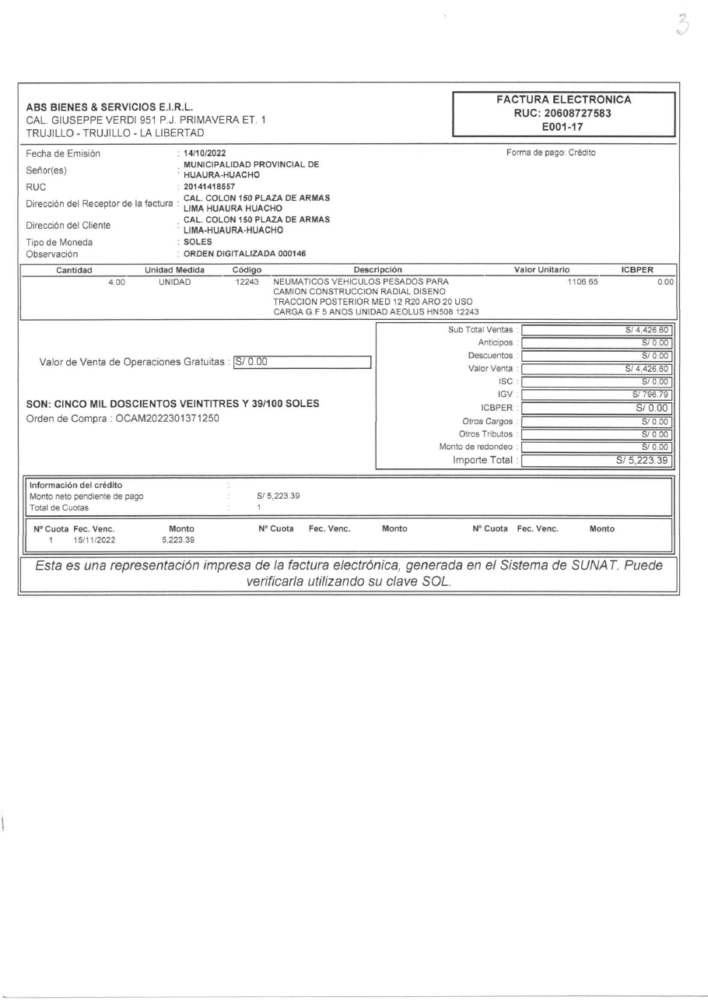 3
ABS BIENES & SERVICIOS E.I.R.L.
CAL. GIUSEPPE VERDI 951 P.J. PRIMAVERA ET. 1
TRUJILLO - TRUJILLO - LA LIBERTAD
FACTURA ELECTRONICA
RUC: 20608727583
E001-17
Fecha de Emisión : 14/10/2022
Forma de pago: Crédito
Señor(es) : MUNICIPALIDAD PROVINCIAL DE
HUAURA-HUACHO
RUC : 20141418557
Dirección del Receptor de la factura : CAL. COLON 150 PLAZA DE ARMAS
LIMA HUAURA HUACHO
Dirección del Cliente : CAL. COLON 150 PLAZA DE ARMAS
LIMA-HUAURA-HUACHO
Tipo de Moneda : SOLES
Observación : ORDEN DIGITALIZADA 000146
Cantidad Unidad Medida Código Descripción Valor Unitario ICBPER
4.00 UNIDAD 12243 NEUMATICOS VEHICULOS PESADOS PARA 1106.65 0.00
CAMION CONSTRUCCION RADIAL DISENO
TRACCION POSTERIOR MED 12 R20 ARO 20 USO
CARGA G.F 5 ANOS UNIDAD AEOLUS HN508 12243
Valor de Venta de Operaciones Gratuitas : S/ 0.00
SON: CINCO MIL DOSCIENTOS VEINTITRES Y 39/100 SOLES
Orden de Compra : OCAM2022301371250
Sub Total Ventas : S/ 4,426.60
Anticipos : S/ 0.00
Descuentos : S/ 0.00
Valor Venta : S/ 4,426.60
ISC : S/ 0.00
IGV : S/ 796.79
ICBPER : S/ 0.00
Otros Cargos : S/ 0.00
Otros Tributos : S/ 0.00
Monto de redondeo : S/ 0.00
Importe Total : S/ 5,223.39
Información del crédito :
Monto neto pendiente de pago : S/ 5,223.39
Total de Cuotas : 1
Nº Cuota Fec. Venc. Monto Nº Cuota Fec. Venc. Monto Nº Cuota Fec. Venc. Monto
1 15/11/2022 5,223.39
Esta es una representación impresa de la factura electrónica, generada en el Sistema de SUNAT. Puede
verificarla utilizando su clave SOL.